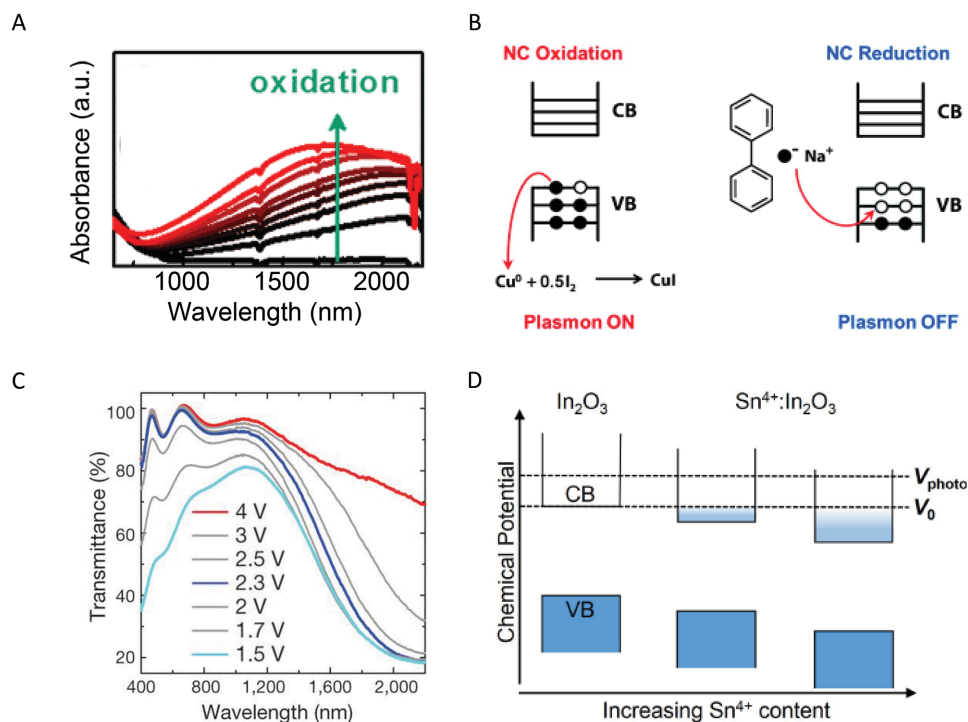 A
oxidation
Absorbance (a.u.)
1000 1500 2,000
Wavelength (nm)
B
NC Oxidation NC Reduction
CB CB
●⁻ Na⁺
VB VB
Cu⁰ + 0.5I₂ ⟶ CuI
Plasmon ON Plasmon OFF
C
Transmittance (%)
100
80
60
40
20
4 V
3 V
2.5 V
2.3 V
2 V
1.7 V
1.5 V
400 800 1,200 1,600 2,000
Wavelength (nm)
D
In₂O₃ Sn⁴⁺:In₂O₃
Chemical Potential
V_photo
CB V₀
VB
Increasing Sn⁴⁺ content